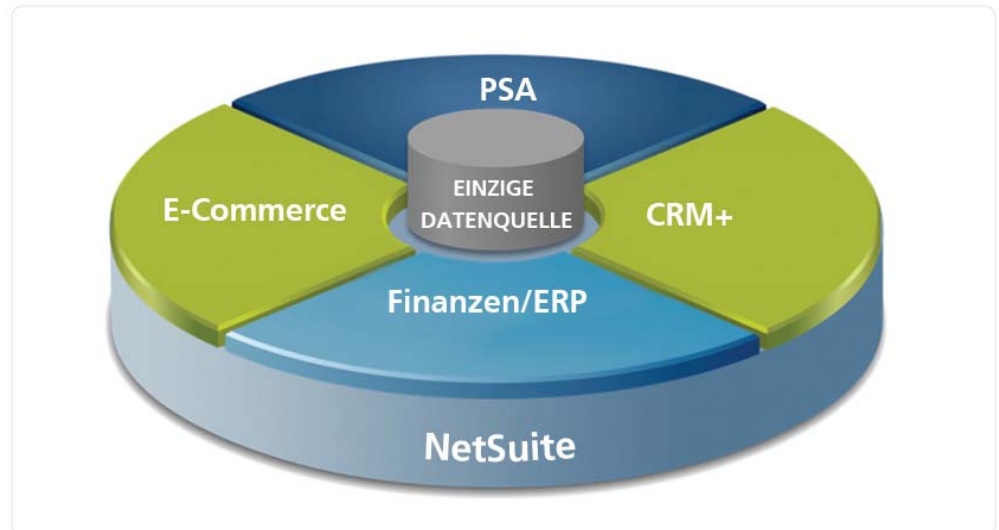 PSA
EINZIGE
DATENQUELLE
E-Commerce
CRM+
Finanzen/ERP
NetSuite